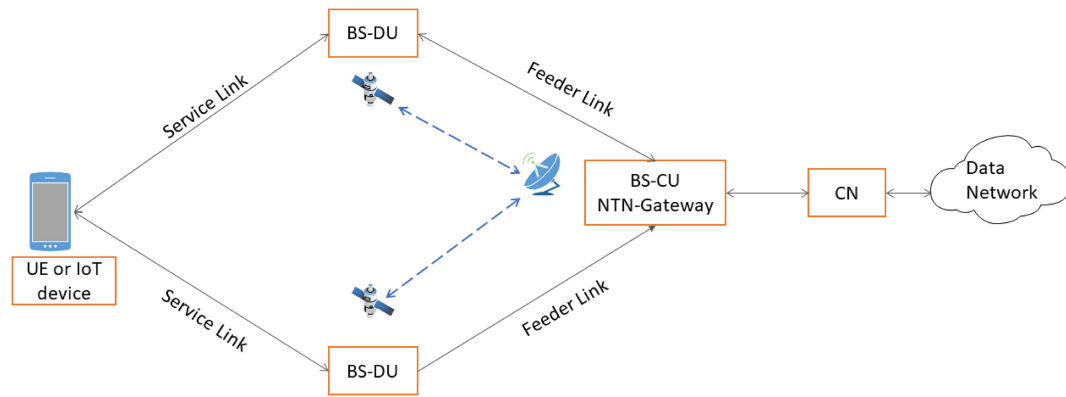 BS-DU
Service Link
Feeder Link
BS-CU
NTN-Gateway
CN
Data
Network
UE or IoT
device
Service Link
Feeder Link
BS-DU